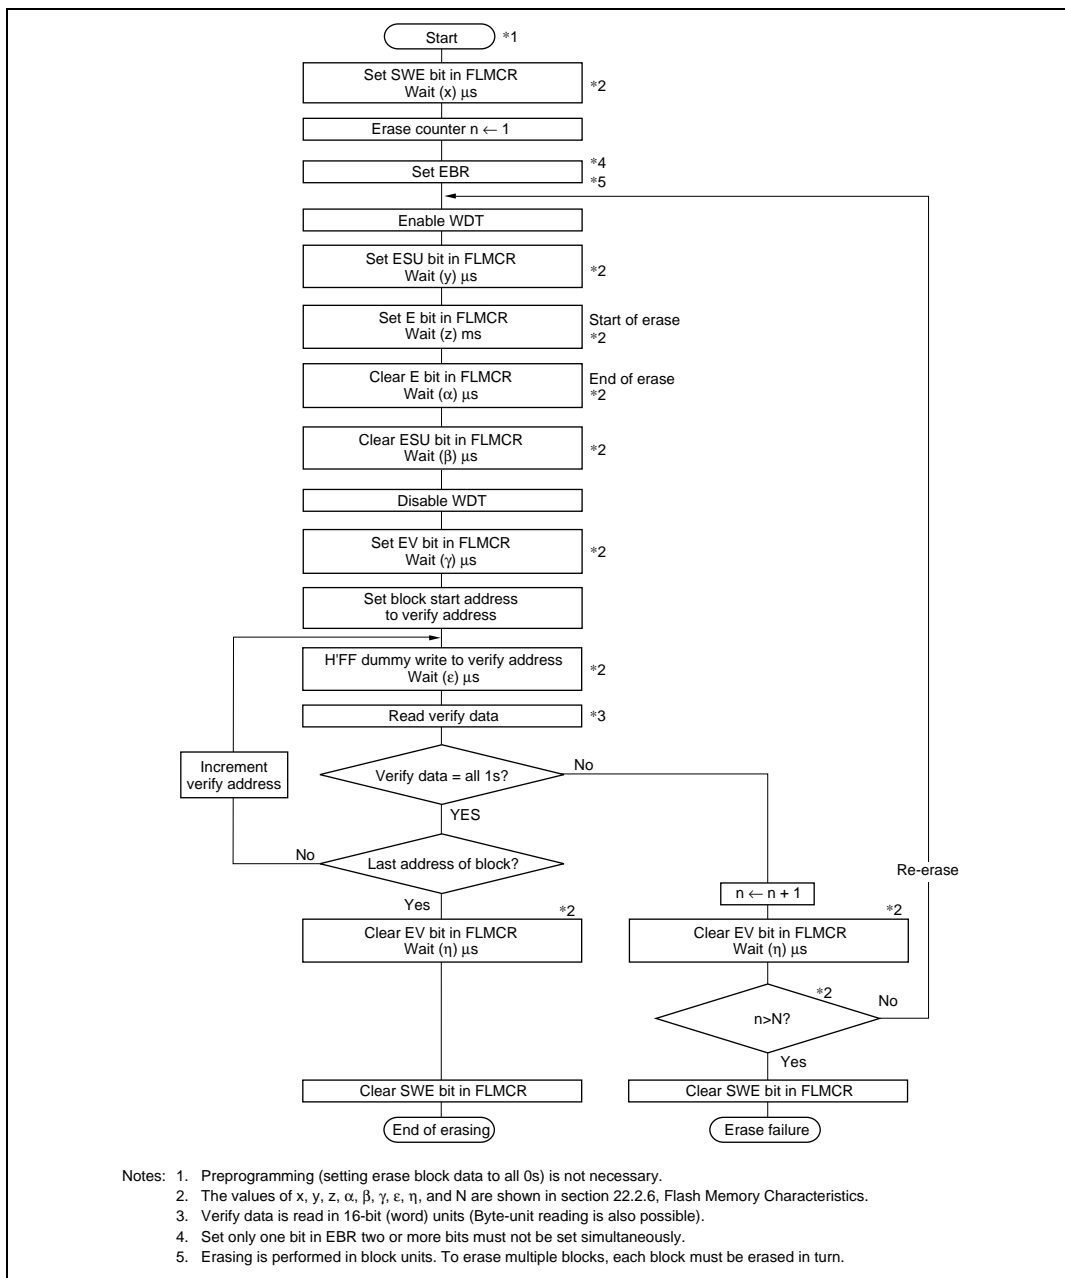 Start *1
Set SWE bit in FLMCR
Wait (x) μs
*2
Erase counter n ← 1
Set EBR
*4
*5
Enable WDT
Set ESU bit in FLMCR
Wait (y) μs
*2
Set E bit in FLMCR
Wait (z) ms
Start of erase
*2
Clear E bit in FLMCR
Wait (α) μs
End of erase
*2
Clear ESU bit in FLMCR
Wait (β) μs
*2
Disable WDT
Set EV bit in FLMCR
Wait (γ) μs
*2
Set block start address
to verify address
H'FF dummy write to verify address
Wait (ε) μs
*2
Read verify data
*3
Increment
verify address
Verify data = all 1s?
No
YES
Last address of block?
No
Yes
Re-erase
n ← n + 1
*2
Clear EV bit in FLMCR
Wait (η) μs
*2
Clear EV bit in FLMCR
Wait (η) μs
*2
n>N?
No
Yes
Clear SWE bit in FLMCR
Clear SWE bit in FLMCR
End of erasing
Erase failure
Notes: 1. Preprogramming (setting erase block data to all 0s) is not necessary.
2. The values of x, y, z, α, β, γ, ε, η, and N are shown in section 22.2.6, Flash Memory Characteristics.
3. Verify data is read in 16-bit (word) units (Byte-unit reading is also possible).
4. Set only one bit in EBR two or more bits must not be set simultaneously.
5. Erasing is performed in block units. To erase multiple blocks, each block must be erased in turn.